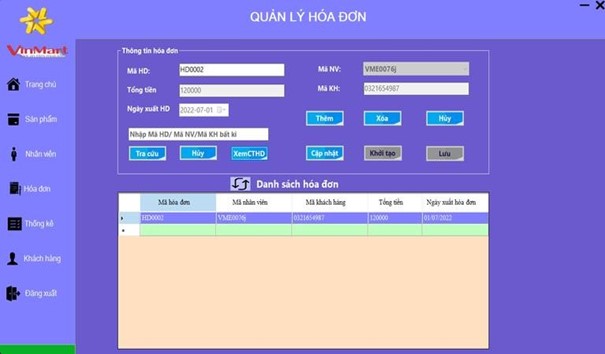 QUẢN LÝ HÓA ĐƠN
VinMart
Trang chủ
Sản phẩm
Nhân viên
Hóa đơn
Thống kê
Khách hàng
Đăng xuất
Thông tin hóa đơn
Mã HD: HD0002 Mã NV: VME0076j
Tổng tiền 120000 Mã KH: 0321654987
Ngày xuất HD 2022-07-01
Thêm Xóa Hủy
Nhập Mã HD/ Mã NV/Mã KH bất kì
Tra cứu Hủy XemCTHD Cập nhật Khởi tạo Lưu
Danh sách hóa đơn
Mã hóa đơn Mã nhân viên Mã khách hàng Tổng tiền Ngày xuất hóa đơn
HD0002 VME0076j 0321654987 120000 01/07/2022